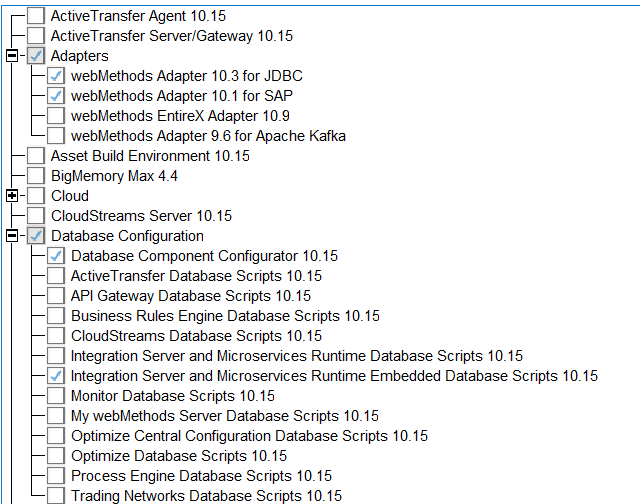 ActiveTransfer Agent 10.15
ActiveTransfer Server/Gateway 10.15
Adapters
webMethods Adapter 10.3 for JDBC
webMethods Adapter 10.1 for SAP
webMethods EntireX Adapter 10.9
webMethods Adapter 9.6 for Apache Kafka
Asset Build Environment 10.15
BigMemory Max 4.4
Cloud
CloudStreams Server 10.15
Database Configuration
Database Component Configurator 10.15
ActiveTransfer Database Scripts 10.15
API Gateway Database Scripts 10.15
Business Rules Engine Database Scripts 10.15
CloudStreams Database Scripts 10.15
Integration Server and Microservices Runtime Database Scripts 10.15
Integration Server and Microservices Runtime Embedded Database Scripts 10.15
Monitor Database Scripts 10.15
My webMethods Server Database Scripts 10.15
Optimize Central Configuration Database Scripts 10.15
Optimize Database Scripts 10.15
Process Engine Database Scripts 10.15
Trading Networks Database Scripts 10.15